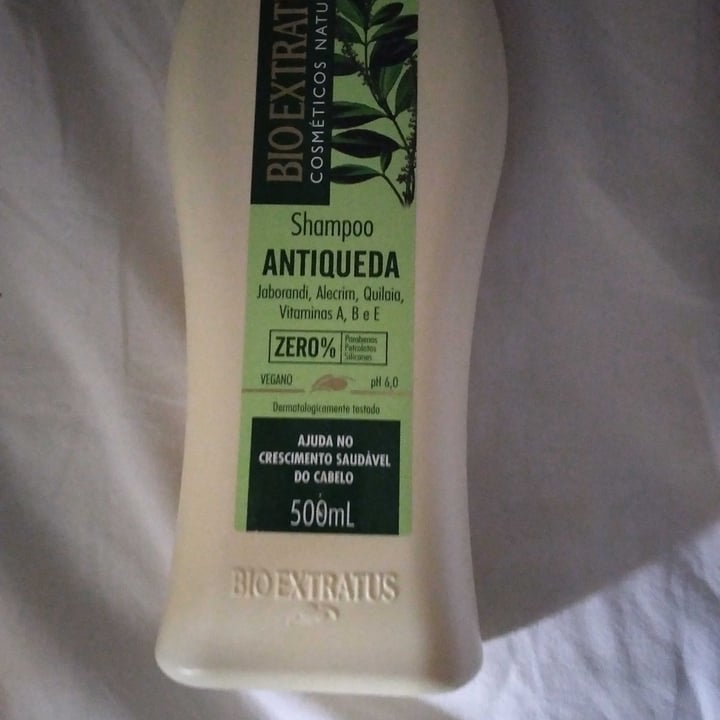 BIO EXTRAT
COSMÉTICOS NATU
Shampoo
ANTIQUEDA
Jaborandi, Alecrim, Quilaia,
Vitaminas A, B e E
ZERO%
Parabenos
Petrolatos
Silicones
VEGANO
pH 6,0
Dermatologicamente testado
AJUDA NO
CRESCIMENTO SAUDÁVEL
DO CABELO
500mL
BIO EXTRATUS